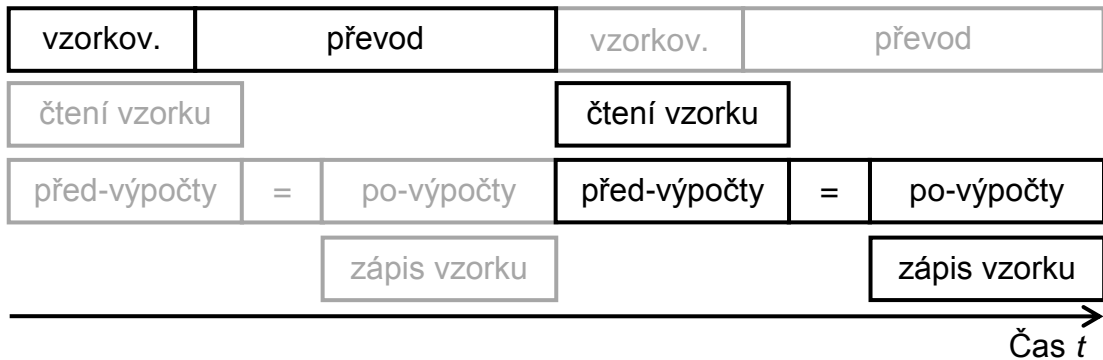 vzorkov. převod vzorkov. převod
čtení vzorku čtení vzorku
před-výpočty = po-výpočty před-výpočty = po-výpočty
zápis vzorku zápis vzorku
Čas t